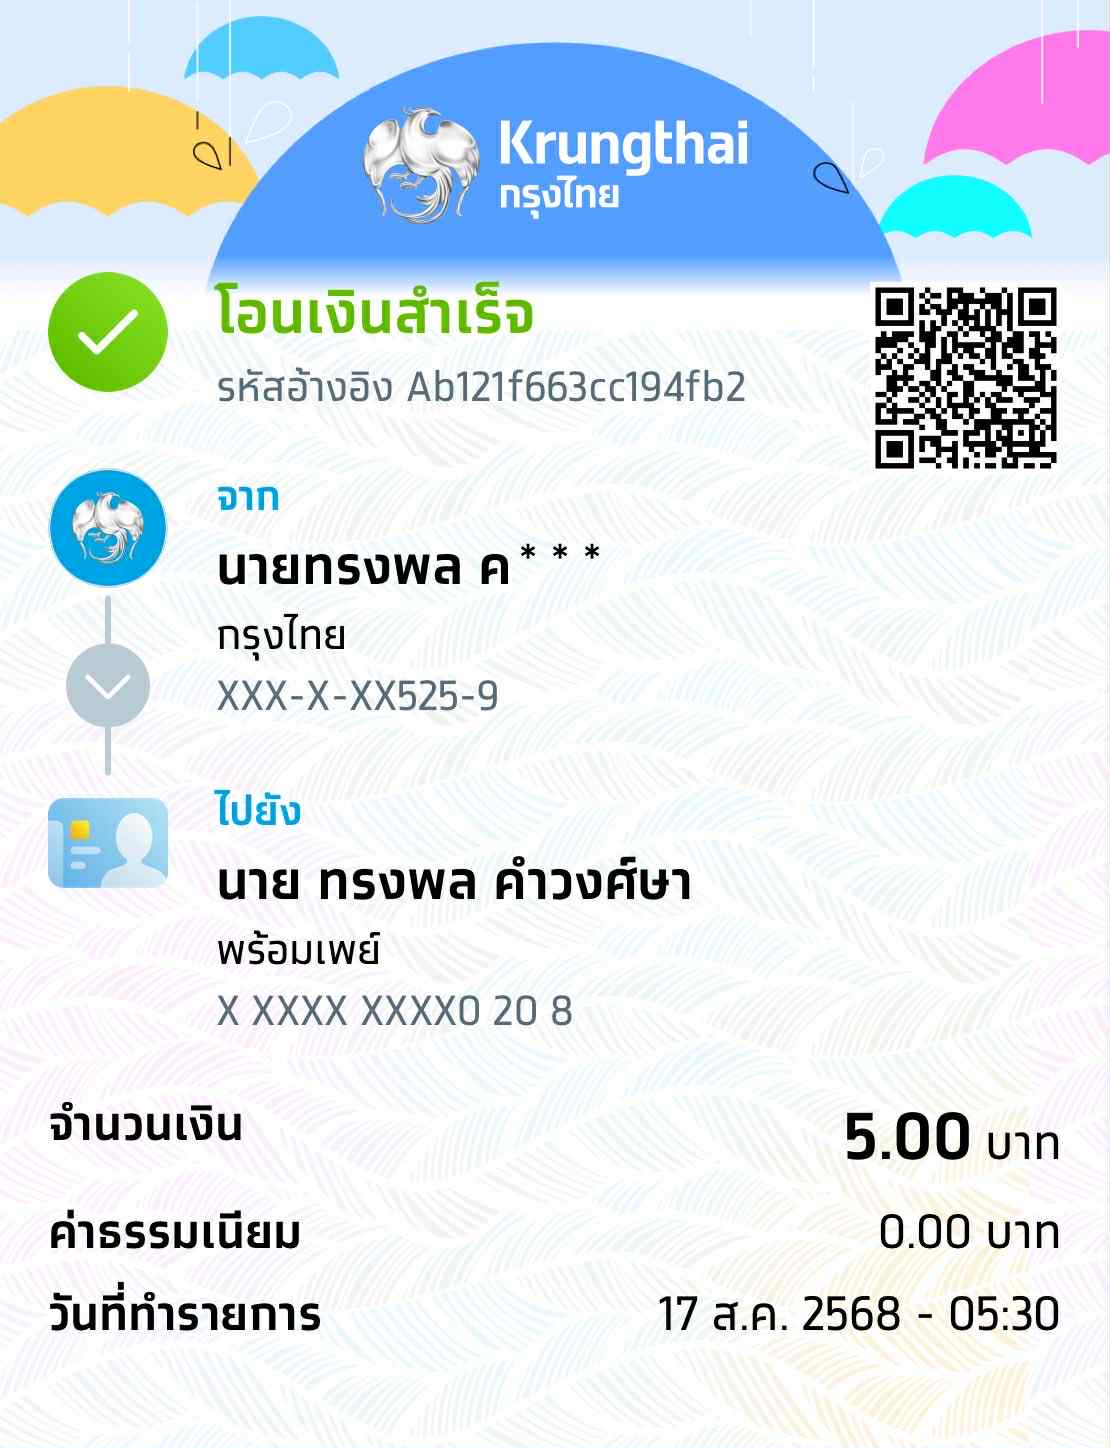 Krungthai
กรุงไทย
โอนเงินสำเร็จ
รหัสอ้างอิง Ab121f663cc194fb2
จาก
นายทรงพล ค***
กรุงไทย
XXX-X-XX525-9
ไปยัง
นาย ทรงพล คำวงศ์ษา
พร้อมเพย์
X XXXX XXXX0 20 8
จำนวนเงิน 5.00 บาท
ค่าธรรมเนียม 0.00 บาท
วันที่ทำรายการ 17 ส.ค. 2568 - 05:30